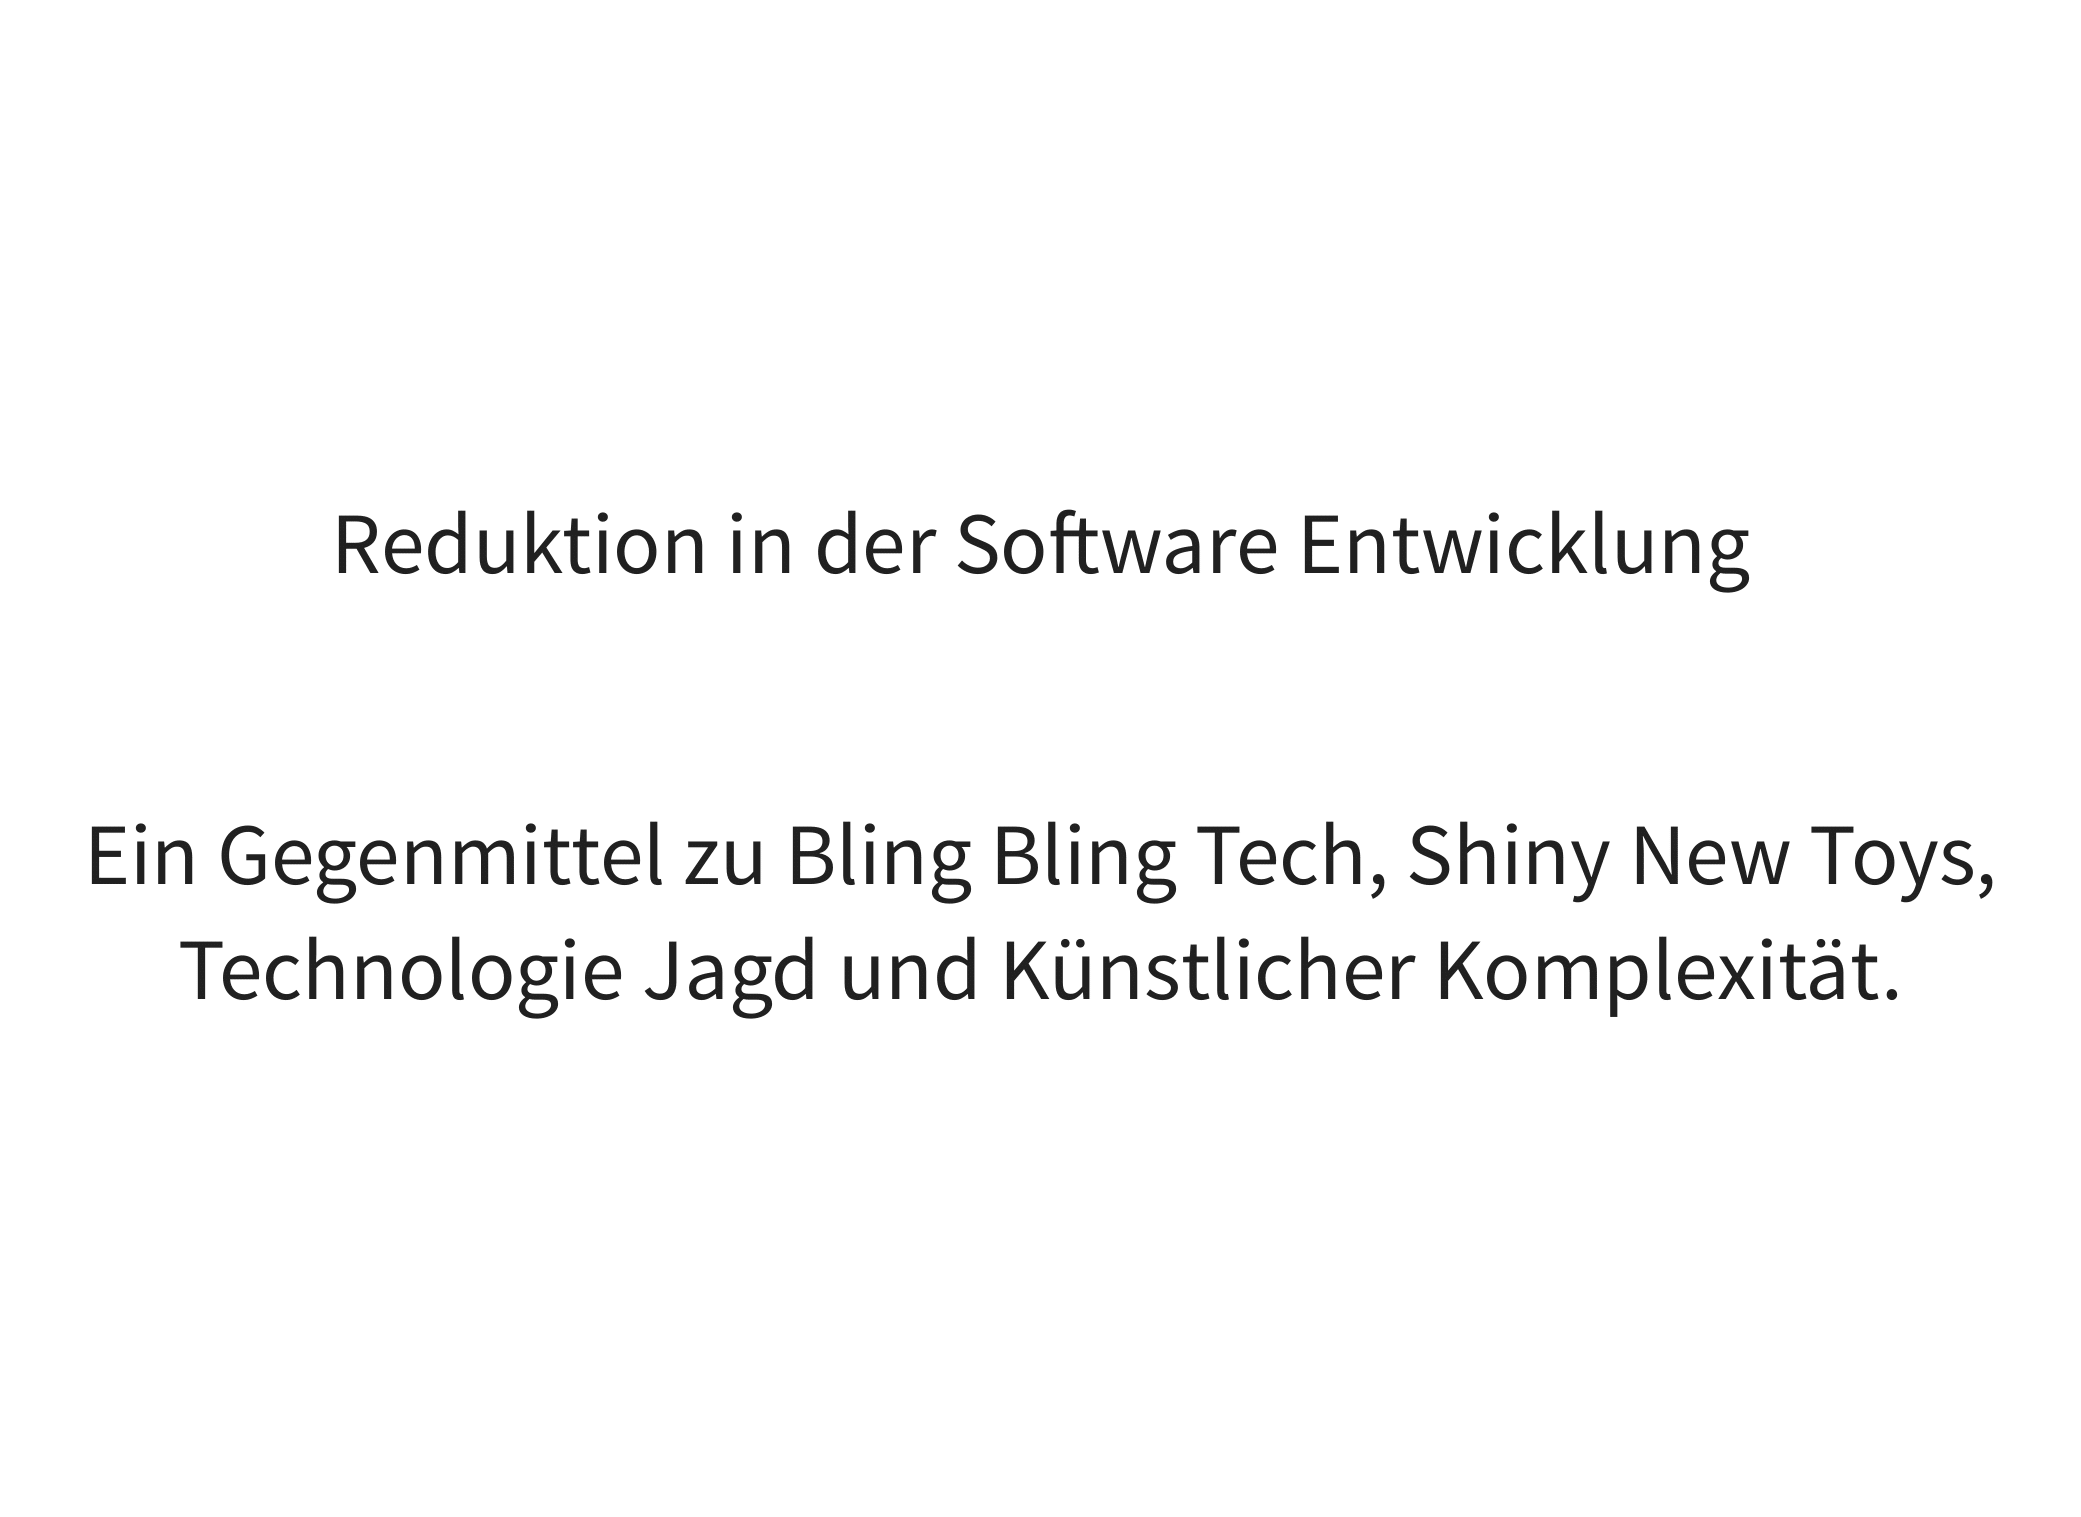 Reduktion in der Software Entwicklung
Ein Gegenmittel zu Bling Bling Tech, Shiny New Toys,
Technologie Jagd und Künstlicher Komplexität.